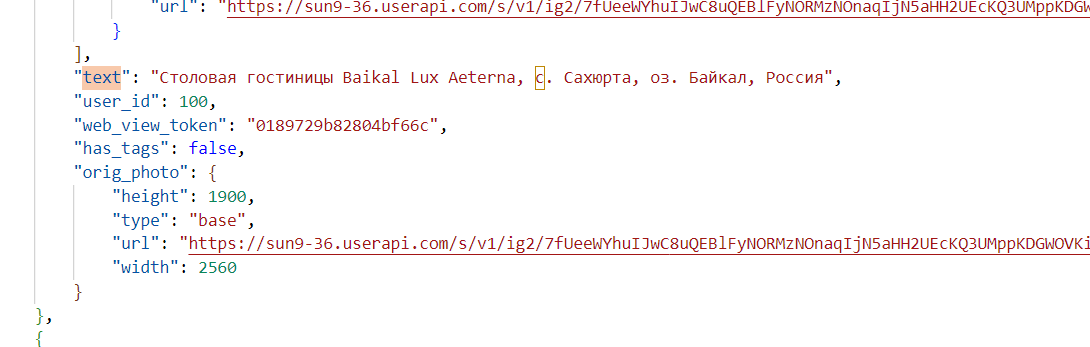 "url": "https://sun9-36.userapi.com/s/v1/ig2/7fUeeWYhuIJwC8uQEBlFyNORMzNOnaqIjN5aHH2UEcKQ3UMppKDGW
}
],
"text": "Столовая гостиницы Baikal Lux Aeterna, с. Сахюрта, оз. Байкал, Россия",
"user_id": 100,
"web_view_token": "0189729b82804bf66c",
"has_tags": false,
"orig_photo": {
"height": 1900,
"type": "base",
"url": "https://sun9-36.userapi.com/s/v1/ig2/7fUeeWYhuIJwC8uQEBlFyNORMzNOnaqIjN5aHH2UEcKQ3UMppKDGWOVKi
"width": 2560
}
},
{